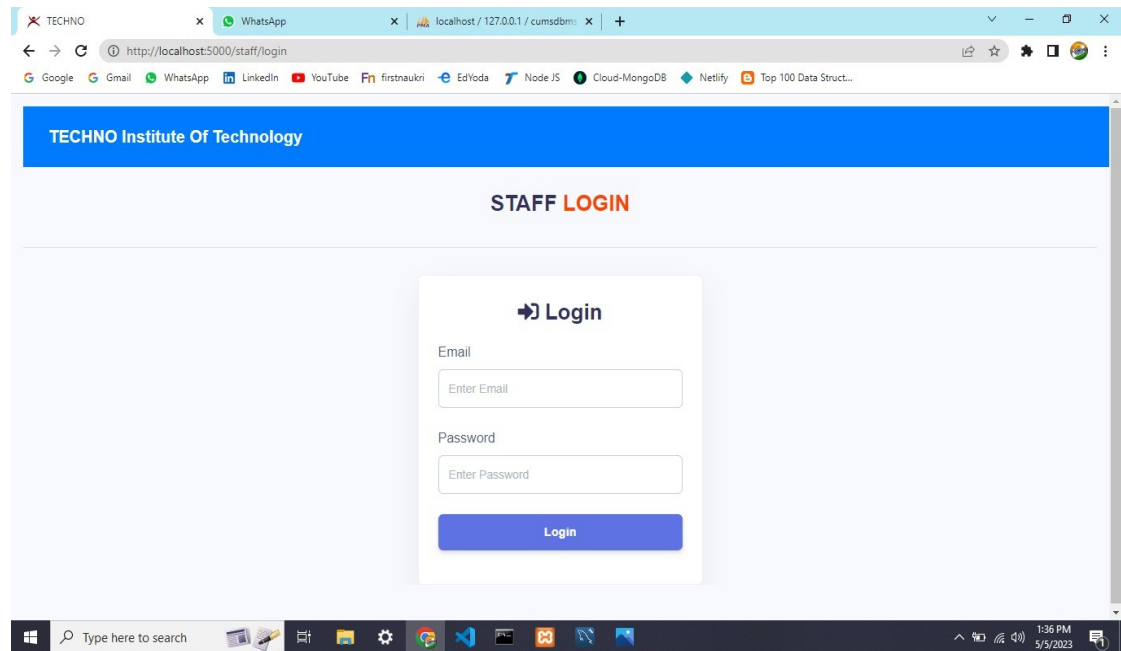 TECHNO
WhatsApp
localhost / 127.0.0.1 / cumsdbms
http://localhost:5000/staff/login
Google Gmail WhatsApp LinkedIn YouTube firstnaukri EdYoda Node JS Cloud-MongoDB Netlify Top 100 Data Struct...
TECHNO Institute Of Technology
STAFF LOGIN
Login
Email
Enter Email
Password
Enter Password
Login
Type here to search
1:36 PM
5/5/2023